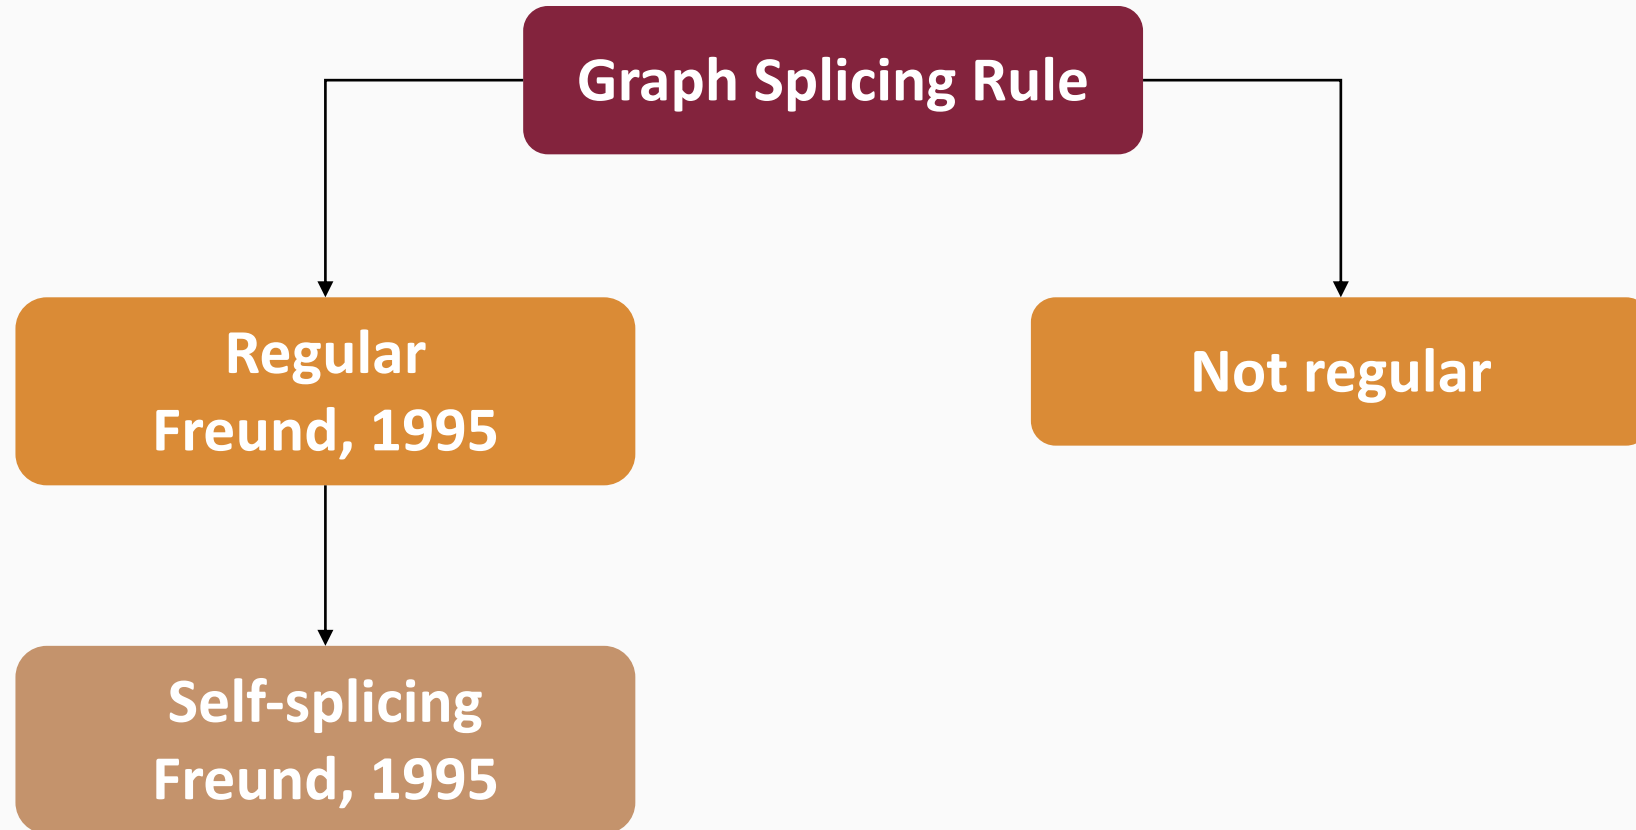 Graph Splicing Rule
Regular
Freund, 1995
Not regular
Self-splicing
Freund, 1995